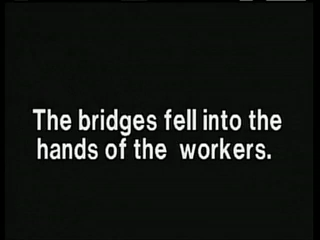 The bridges fell into the
hands of the workers.